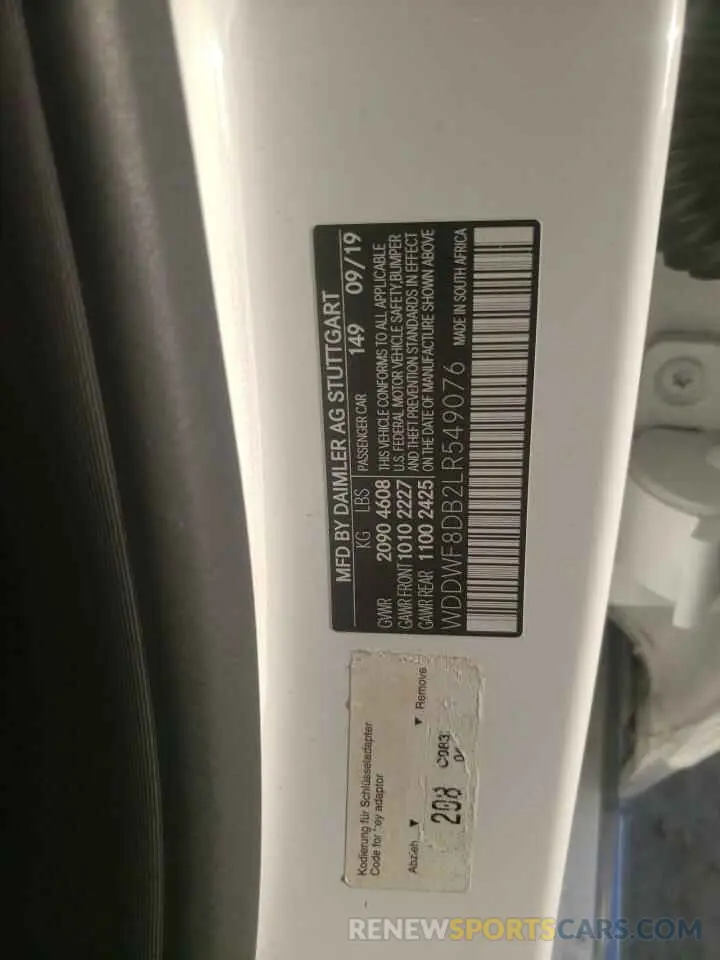 MFD BY DAIMLER AG STUTTGART
KG LBS PASSENGER CAR 149 09/19
GVWR 2090 4608 THIS VEHICLE CONFORMS TO ALL APPLICABLE
GAWR FRONT 1010 2227 U.S. FEDERAL MOTOR VEHICLE SAFETY, BUMPER
GAWR REAR 1100 2425 AND THEFT PREVENTION STANDARDS IN EFFECT
ON THE DATE OF MANUFACTURE SHOWN ABOVE
WDDWF8DB2LR549076 MADE IN SOUTH AFRICA
Kodierung für Schlüsseladapter
Code for key adaptor
▼ ▼ Remove
208 C083
RENEWSPORTSCARS.COM